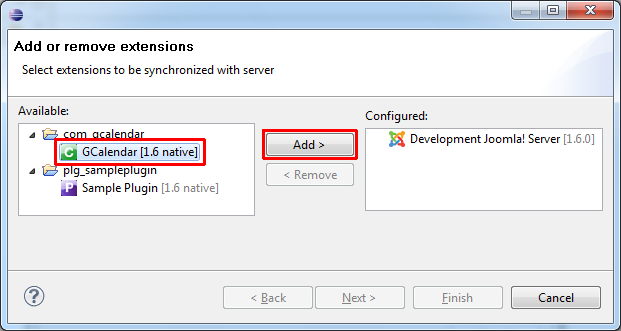 Add or remove extensions
Select extensions to be synchronized with server
Available:
com_gcalendar
GCalendar [1.6 native]
plg_sampleplugin
Sample Plugin [1.6 native]
Add >
< Remove
Configured:
Development Joomla! Server [1.6.0]
< Back
Next >
Finish
Cancel